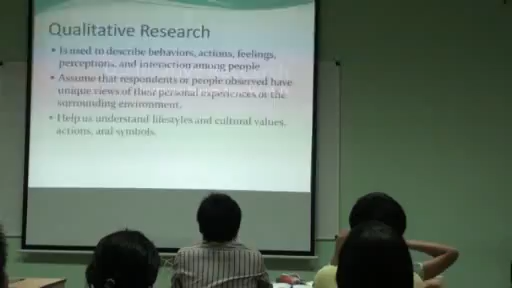 Qualitative Research
• Is used to describe behaviors, actions, feelings,
perceptions, and interaction among people
• Assume that respondents or people observed have
unique views of their personal experiences or the
surrounding environment.
• Help us understand lifestyles and cultural values,
actions, and symbols.